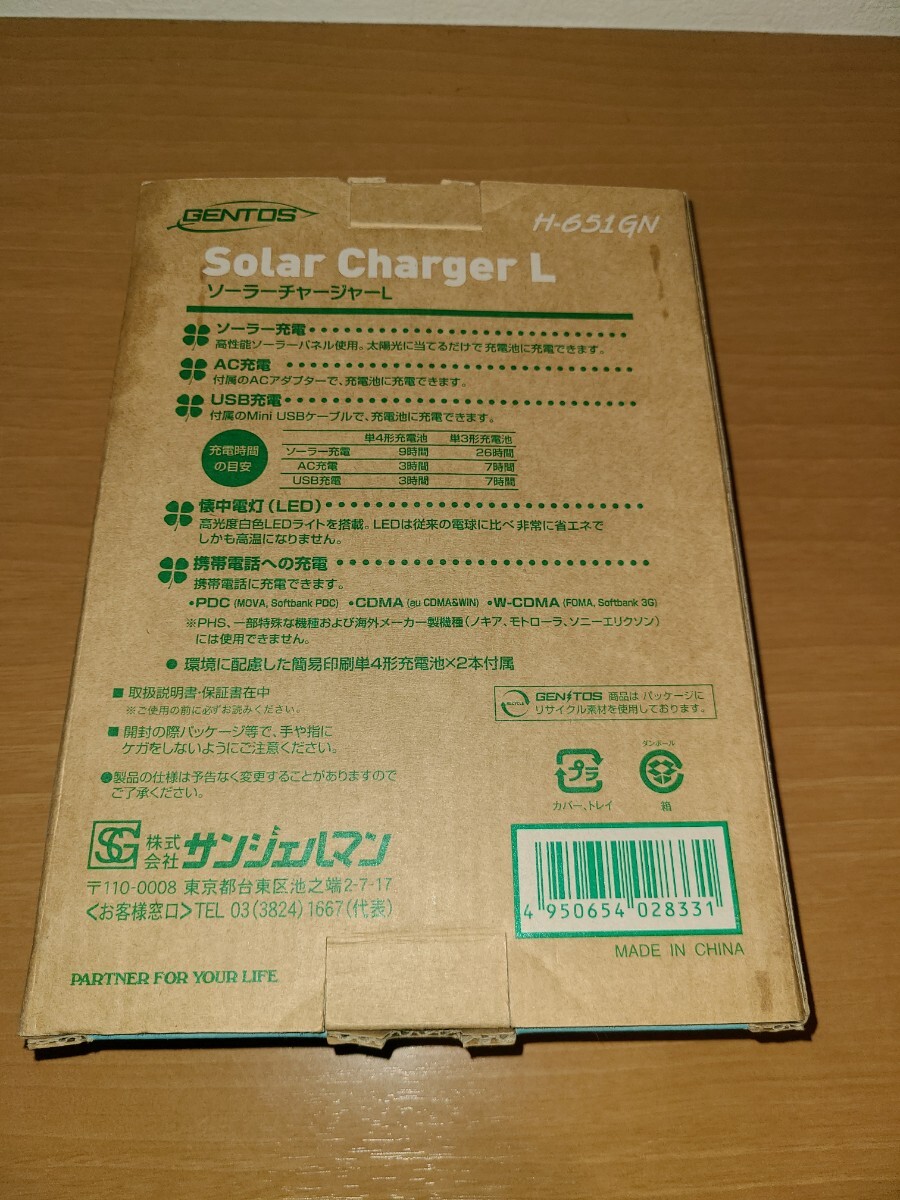 GENTOS
H-651GN
Solar Charger L
ソーラーチャージャーL
ソーラー充電
高性能ソーラーパネル使用。太陽光に当てるだけで充電池に充電できます。
AC充電
付属のACアダプターで、充電池に充電できます。
USB充電
付属のMini USBケーブルで、充電池に充電できます。
充電時間
の目安
単4形充電池 単3形充電池
ソーラー充電 9時間 26時間
AC充電 3時間 7時間
USB充電 3時間 7時間
懐中電灯(LED)
高光度白色LEDライトを搭載。LEDは従来の電球に比べ非常に省エネで
しかも高温になりません。
携帯電話への充電
携帯電話に充電できます。
•PDC (MOVA, Softbank PDC) •CDMA (au CDMA&WIN) •W-CDMA (FOMA, Softbank 3G)
※PHS、一部特殊な機種および海外メーカー製機種(ノキア、モトローラ、ソニーエリクソン)
には使用できません。
●環境に配慮した簡易印刷単4形充電池×2本付属
■取扱説明書・保証書在中
※ご使用の前に必ずお読みください。
■開封の際パッケージ等で、手や指に
ケガをしないようにご注意ください。
●製品の仕様は予告なく変更することがありますので
ご了承ください。
RECYCLE
GENTOS 商品は パッケージに
リサイクル素材を使用しております。
プラ
カバー、トレイ
ダンボール
箱
SG 株式会社 サンジェルマン
〒110-0008 東京都台東区池之端2-7-17
〈お客様窓口〉TEL 03(3824)1667(代表)
4 950654 028331
MADE IN CHINA
PARTNER FOR YOUR LIFE